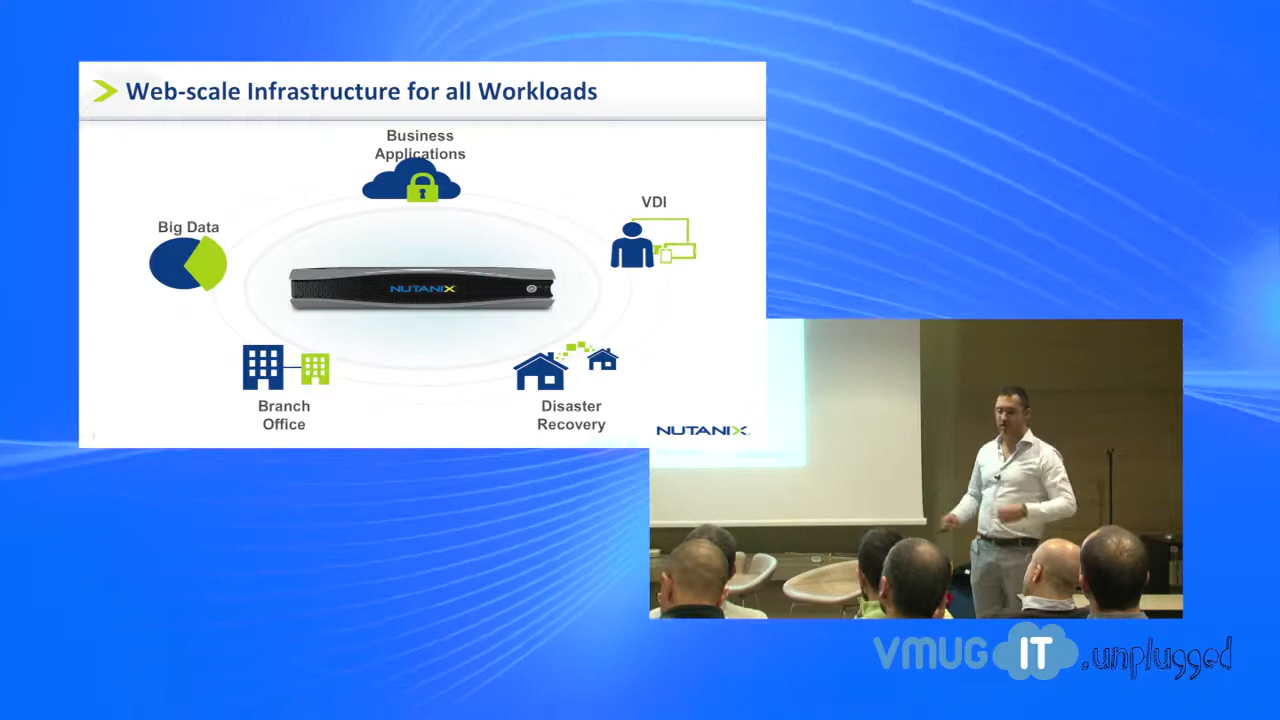 Web-scale Infrastructure for all Workloads
Business
Applications
VDI
Big Data
NUTANIX
Branch
Office
Disaster
Recovery
NUTANIX
VMUG IT .unplugged